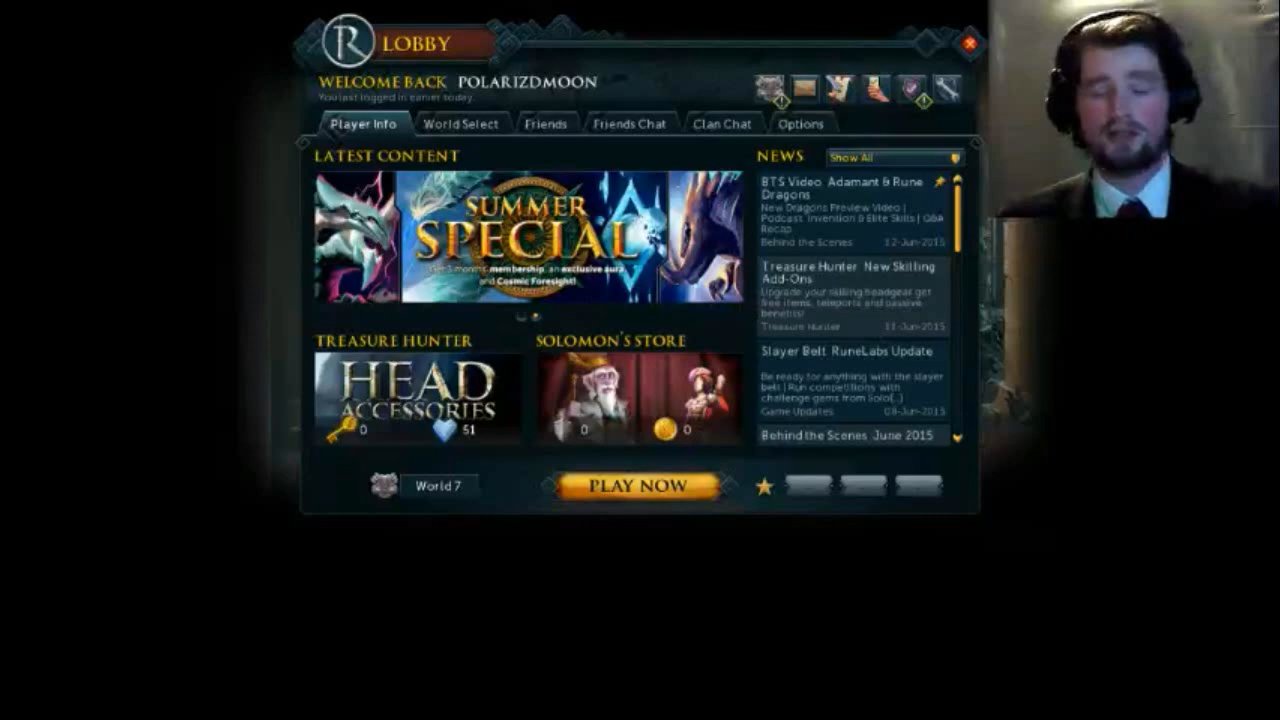 LOBBY
WELCOME BACK POLARIZDMOON
You last logged in earlier today.
Player Info
World Select
Friends
Friends Chat
Clan Chat
Options
LATEST CONTENT
SUMMER
SPECIAL
3 months membership, an exclusive aura,
and Cosmic Foresight!
TREASURE HUNTER
HEAD
ACCESSORIES
0
51
SOLOMON'S STORE
0
0
NEWS
Show All
BTS Video Adamant & Rune
Dragons
New Dragons Preview Video |
Podcast: Invention & Elite Skills | Q&A
Recap
Behind the Scenes 12-Jun-2015
Treasure Hunter New Skilling
Add-Ons
Upgrade your skilling headgear get
free items, teleports and passive
benefits!
Treasure Hunter 11-Jun-2015
Slayer Belt RuneLabs Update
Be ready for anything with the slayer
belt | Run competitions with
challenge gems from Solo(...)
Game Updates 08-Jun-2015
Behind the Scenes June 2015
World 7
PLAY NOW